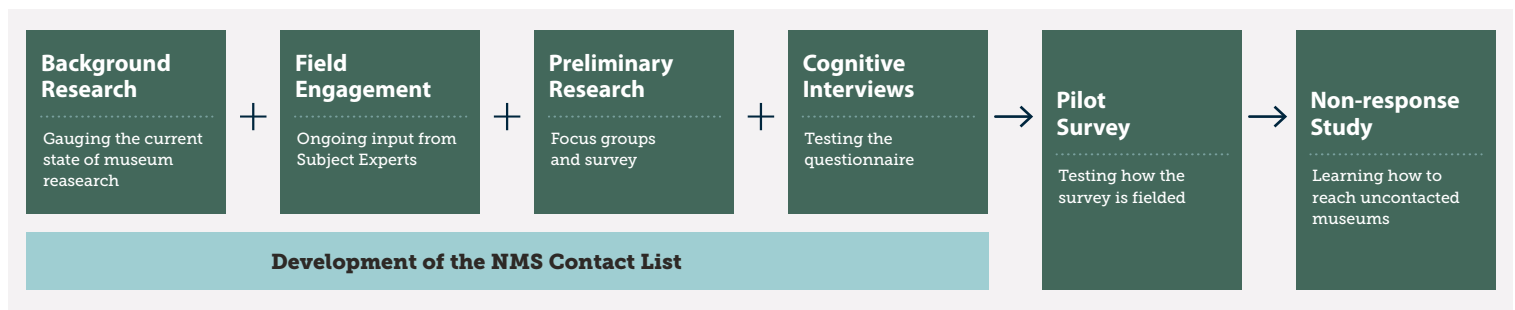 Background
Research
Gauging the current
state of museum
reasearch
Field
Engagement
Ongoing input from
Subject Experts
Preliminary
Research
Focus groups
and survey
Cognitive
Interviews
Testing the
questionnaire
Development of the NMS Contact List
Pilot
Survey
Testing how the
survey is fielded
Non-response
Study
Learning how to
reach uncontacted
museums